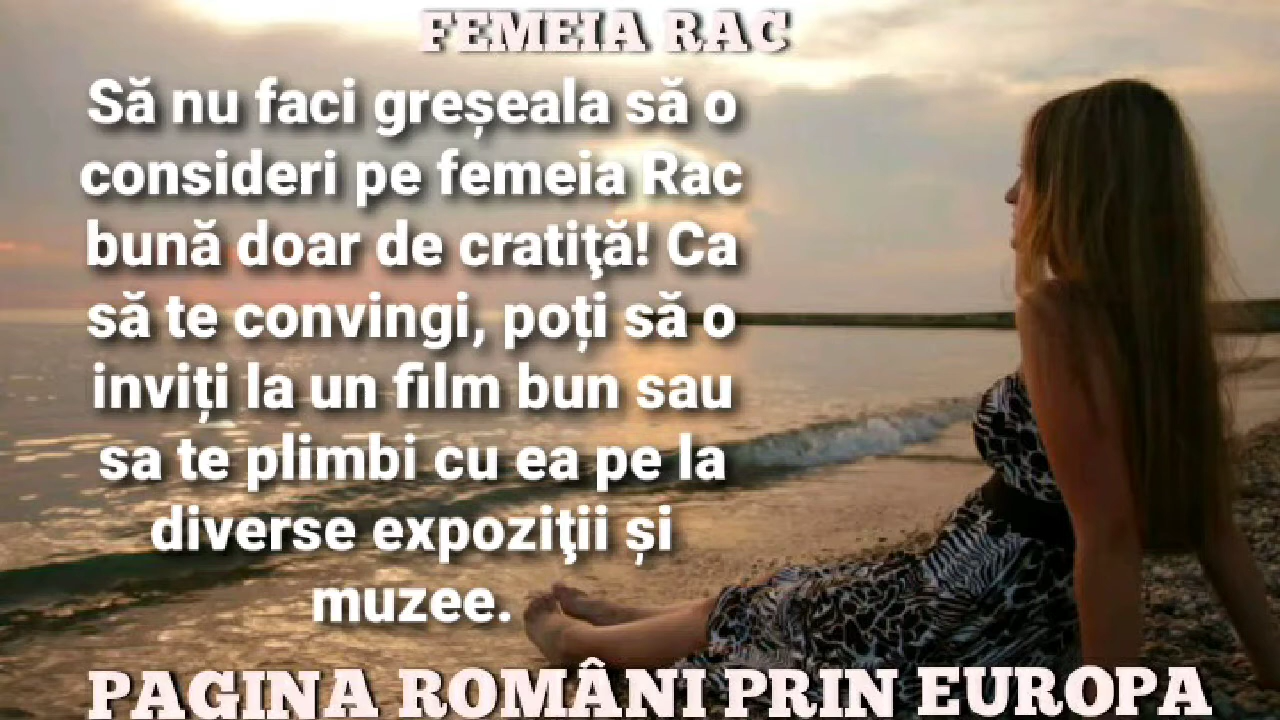 FEMEIA RAC
Să nu faci greșeala să o
consideri pe femeia Rac
bună doar de cratiţă! Ca
să te convingi, poți să o
inviți la un film bun sau
sa te plimbi cu ea pe la
diverse expoziţii și
muzee.
PAGINA ROMÂNI PRIN EUROPA